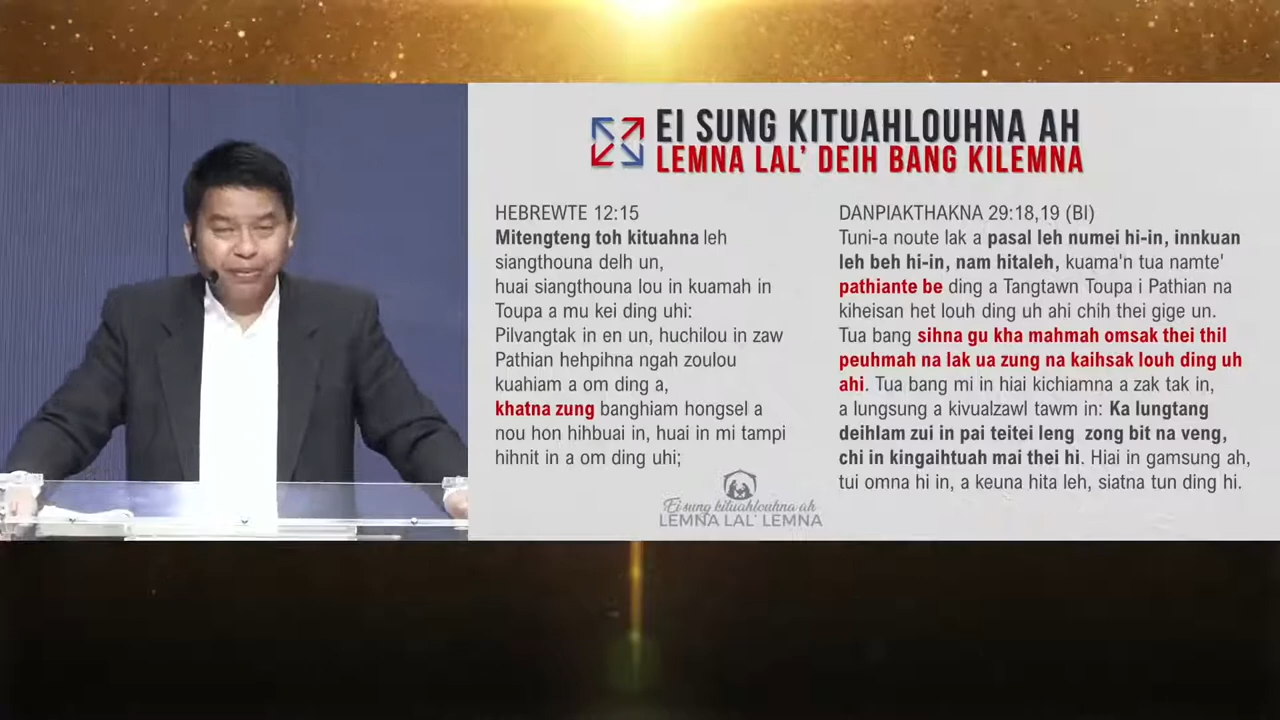 EI SUNG KITUAHLOUHNA AH
LEMNA LAL’ DEIH BANG KILEMNA
HEBREWTE 12:15
Mitengteng toh kituahna leh
siangthouna delh un,
huai siangthouna lou in kuamah in
Toupa a mu kei ding uhi:
Pilvangtak in en un, huchilou in zaw
Pathian hehpihna ngah zoulou
kuahiam a om ding a,
khatna zung banghiam hongsel a
nou hon hihbuai in, huai in mi tampi
hihnit in a om ding uhi;
DANPIAKTHAKNA 29:18,19 (BI)
Tuni-a noute lak a pasal leh numei hi-in, innkuan
leh beh hi-in, nam hitaleh, kuama'n tua namte'
pathiante be ding a Tangtawn Toupa i Pathian na
kiheisan het louh ding uh ahi chih thei gige un.
Tua bang sihna gu kha mahmah omsak thei thil
peuhmah na lak ua zung na kaihsak louh ding uh
ahi. Tua bang mi in hiai kichiamna a zak tak in,
a lungsung a kivualzawl tawm in: Ka lungtang
deihlam zui in pai teitei leng zong bit na veng,
chi in kingaihtuah mai thei hi. Hiai in gamsung ah,
tui omna hi in, a keuna hita leh, siatna tun ding hi.
Ei sung kituahlouhna ah
LEMNA LAL’ LEMNA